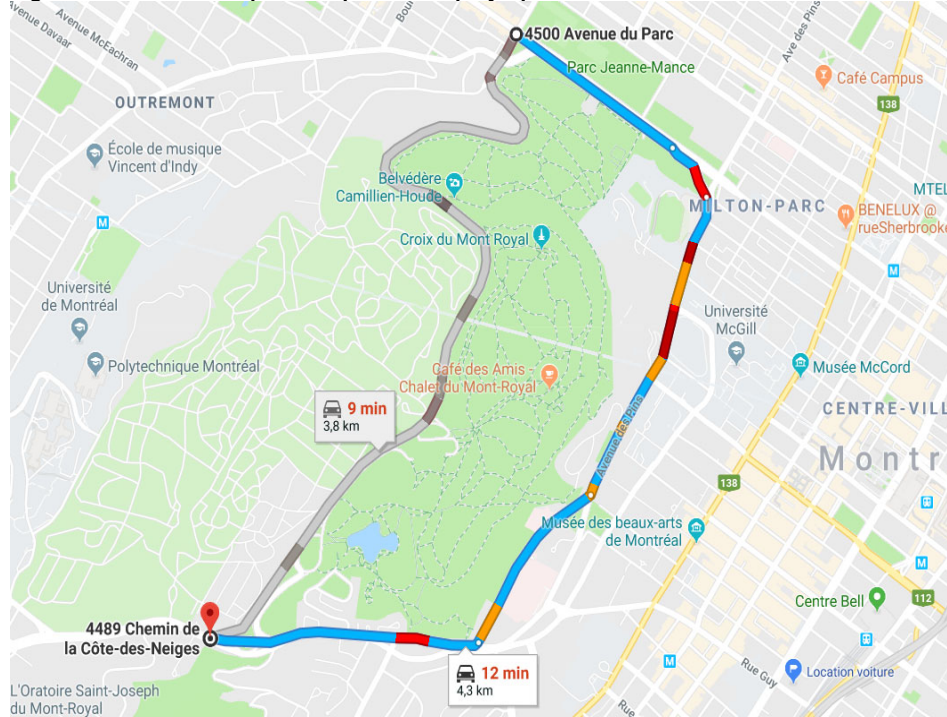 Avenue Davaar
Avenue McEachran
Bou
4500 Avenue du Parc
Ave des Pins
Parc Jeanne-Mance
Café Campus
OUTREMONT
138
École de musique
Vincent d'Indy
Belvédère
Camillien-Houde
MTEL
MILTON-PARC
BENELUX @
rueSherbrooke
M
Croix du Mont Royal
M
Université
de Montréal
Université
McGill
Polytechnique Montréal
Café des Amis -
Chalet du Mont-Royal
M
Musée McCord
9 min
3,8 km
CENTRE-VILL
Montr
Avenue des Pins
138
Musée des beaux-arts
de Montréal
M
Centre Bell
112
4489 Chemin de
la Côte-des-Neiges
M
12 min
4,3 km
Rue Guy
Location voiture
L'Oratoire Saint-Joseph
du Mont-Royal
Rue